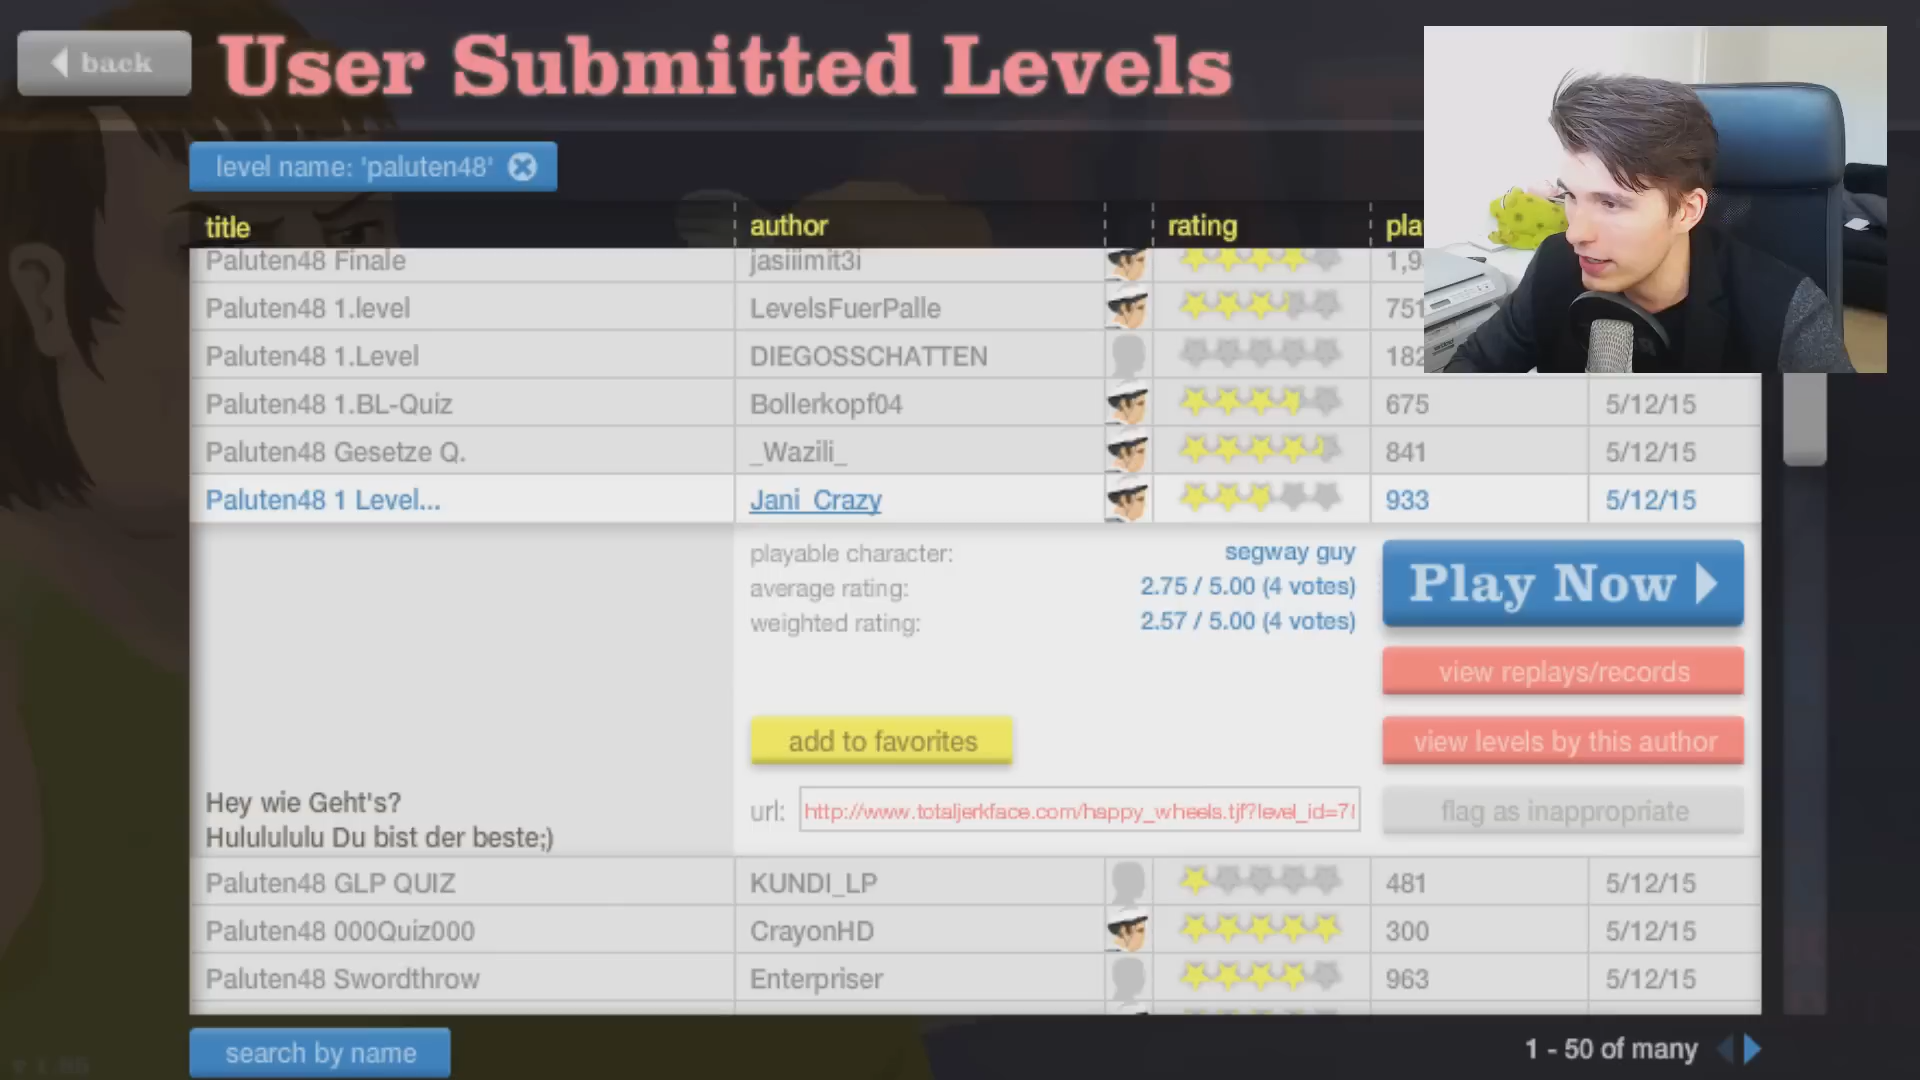 back
User Submitted Levels
level name: 'paluten48'
title author rating pla
Paluten48 Finale jasiiimit3i 1,9
Paluten48 1.level LevelsFuerPalle 751
Paluten48 1.Level DIEGOSSCHATTEN 182
Paluten48 1.BL-Quiz Bollerkopf04 675 5/12/15
Paluten48 Gesetze Q. _Wazili_ 841 5/12/15
Paluten48 1 Level... Jani_Crazy 933 5/12/15
playable character: segway guy
average rating: 2.75 / 5.00 (4 votes)
weighted rating: 2.57 / 5.00 (4 votes)
Play Now
view replays/records
add to favorites
view levels by this author
Hey wie Geht's?
Hulululululu Du bist der beste;)
url: http://www.totaljerkface.com/happy_wheels.tjf?level_id=7
flag as inappropriate
Paluten48 GLP QUIZ KUNDI_LP 481 5/12/15
Paluten48 000Quiz000 CrayonHD 300 5/12/15
Paluten48 Swordthrow Enterpriser 963 5/12/15
search by name
1 - 50 of many